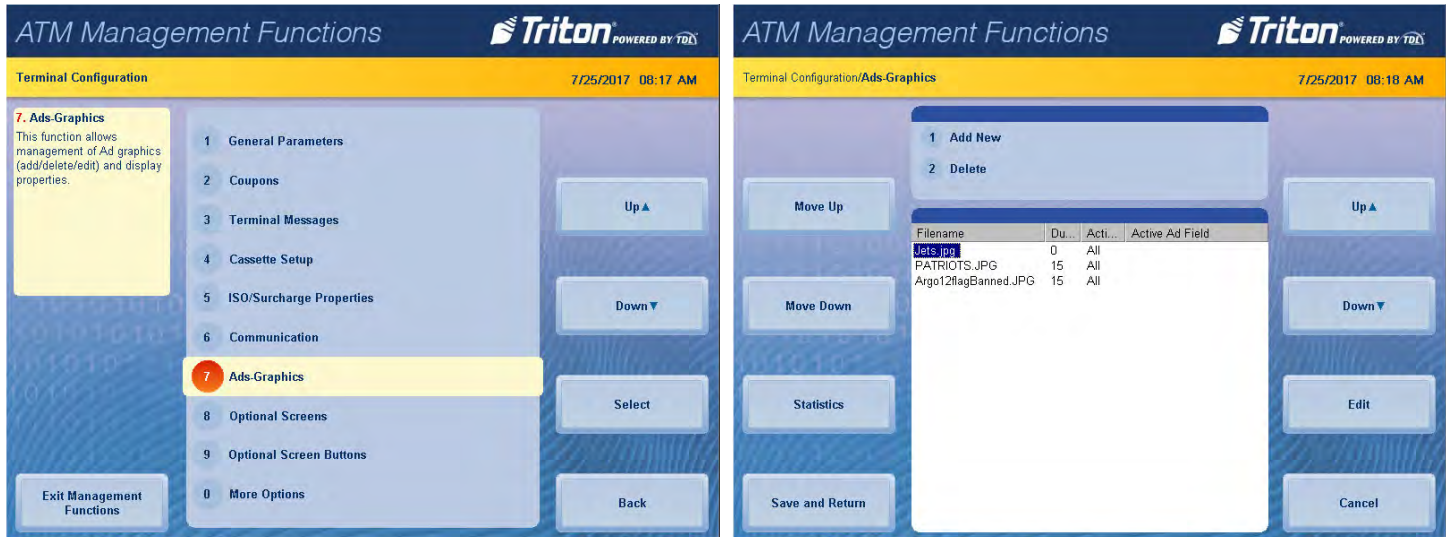 ATM Management Functions
Triton POWERED BY TDL
Terminal Configuration
7/25/2017 08:17 AM
7. Ads-Graphics
This function allows
management of Ad graphics
(add/delete/edit) and display
properties.
1 General Parameters
2 Coupons
3 Terminal Messages
4 Cassette Setup
5 ISO/Surcharge Properties
6 Communication
7 Ads-Graphics
8 Optional Screens
9 Optional Screen Buttons
0 More Options
Up▲
Down▼
Select
Back
Exit Management
Functions
ATM Management Functions
Triton POWERED BY TDL
Terminal Configuration/Ads-Graphics
7/25/2017 08:18 AM
1 Add New
2 Delete
Move Up
Move Down
Statistics
Save and Return
Filename Du... Acti... Active Ad Field
Jets.jpg 0 All
PATRIOTS.JPG 15 All
Argo12flagBanned.JPG 15 All
Up▲
Down▼
Edit
Cancel